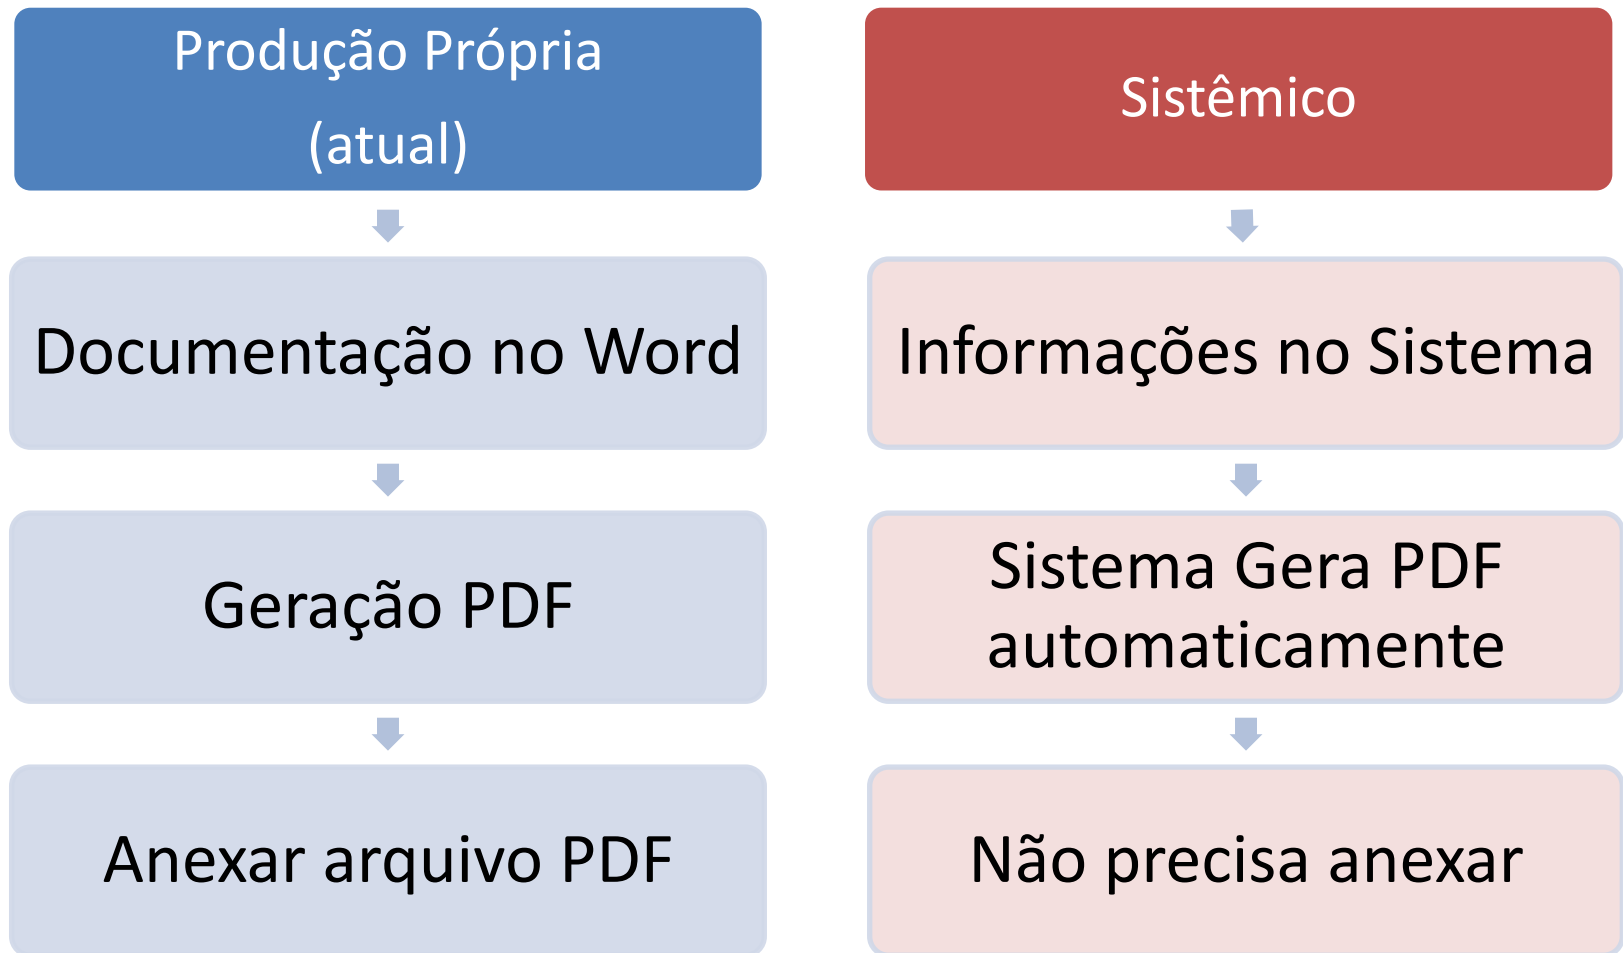 Produção Própria
(atual)
Documentação no Word
Geração PDF
Anexar arquivo PDF
Sistêmico
Informações no Sistema
Sistema Gera PDF
automaticamente
Não precisa anexar